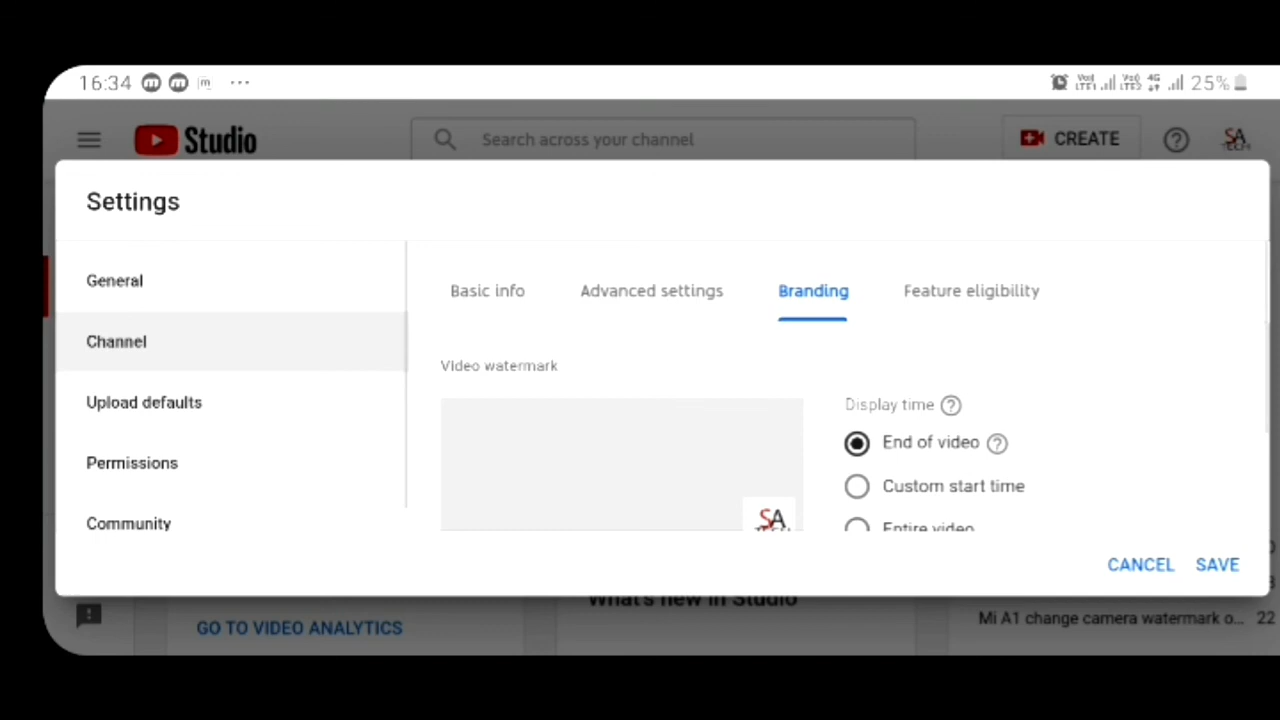 16:34 25%
Studio
Search across your channel
CREATE
SA TECH
Settings
General
Channel
Upload defaults
Permissions
Community
Basic info
Advanced settings
Branding
Feature eligibility
Video watermark
SA
Display time
End of video
Custom start time
Entire video
CANCEL
SAVE
What's new in Studio
GO TO VIDEO ANALYTICS
Mi A1 change camera watermark o... 22